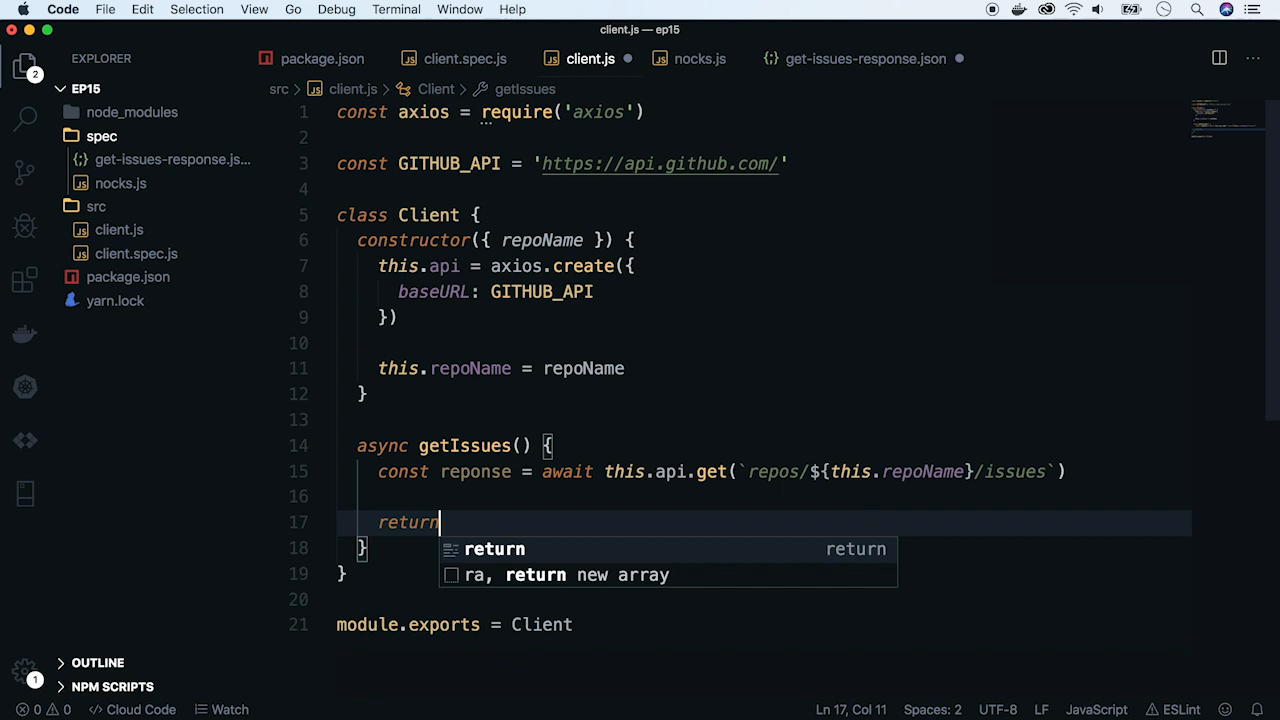 Code File Edit Selection View Go Debug Terminal Window Help
client.js — ep15
EXPLORER
package.json client.spec.js client.js nocks.js get-issues-response.json
2
EP15
src client.js Client getIssues
node_modules
spec
get-issues-response.js...
nocks.js
src
client.js
client.spec.js
package.json
yarn.lock
1 const axios = require('axios')
2
3 const GITHUB_API = 'https://api.github.com/'
4
5 class Client {
6 constructor({ repoName }) {
7 this.api = axios.create({
8 baseURL: GITHUB_API
9 })
10
11 this.repoName = repoName
12 }
13
14 async getIssues() {
15 const reponse = await this.api.get(`repos/${this.repoName}/issues`)
16
17 return
return return
18 }
ra, return new array
19 }
20
21 module.exports = Client
OUTLINE
1
NPM SCRIPTS
0 0 Cloud Code Watch Ln 17, Col 11 Spaces: 2 UTF-8 LF JavaScript ESLint